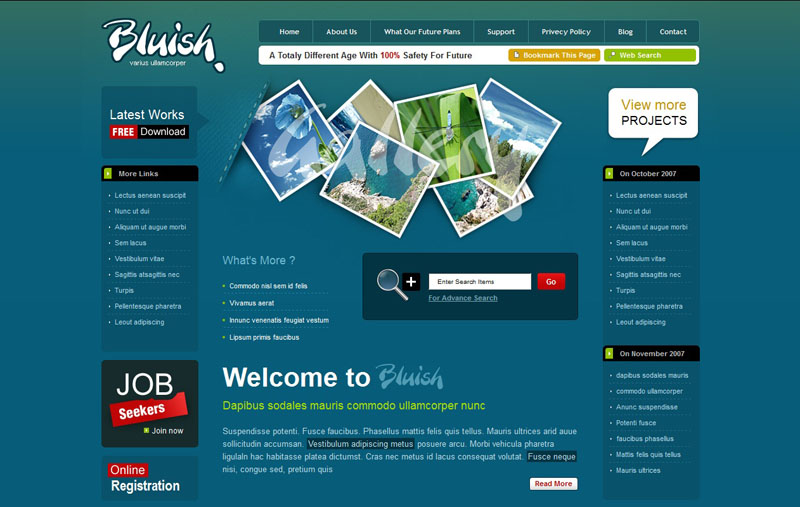 Bluish
varius ullamcorper
Home
About Us
What Our Future Plans
Support
Privecy Policy
Blog
Contact
A Totaly Different Age With 100% Safety For Future
Bookmark This Page
Web Search
Latest Works
FREE Download
Gallery
View more
PROJECTS
More Links
Lectus aenean suscipit
Nunc ut dui
Aliquam ut augue morbi
Sem lacus
Vestibulum vitae
Sagittis atsagittis nec
Turpis
Pellentesque pharetra
Leout adipiscing
What's More ?
Commodo nisl sem id felis
Vivamus aerat
Innunc venenatis feugiat vestum
Lipsum primis faucibus
Enter Search Items
Go
For Advance Search
On October 2007
Lectus aenean suscipit
Nunc ut dui
Aliquam ut augue morbi
Sem lacus
Vestibulum vitae
Sagittis atsagittis nec
Turpis
Pellentesque pharetra
Leout adipiscing
JOB
Seekers
Join now
Online
Registration
Welcome to Bluish
Dapibus sodales mauris commodo ullamcorper nunc
Suspendisse potenti. Fusce faucibus. Phasellus mattis felis quis tellus. Mauris ultrices arid auue
sollicitudin accumsan. Vestibulum adipiscing metus posuere arcu. Morbi vehicula pharetra
ligulaln hac habitasse platea dictumst. Cras nec metus id lacus consequat volutat. Fusce neque
nisi, congue sed, pretium quis
Read More
On November 2007
dapibus sodales mauris
commodo ullamcorper
Anunc suspendisse
Potenti fusce
faucibus phasellus
Mattis felis quis tellus
Mauris ultrices